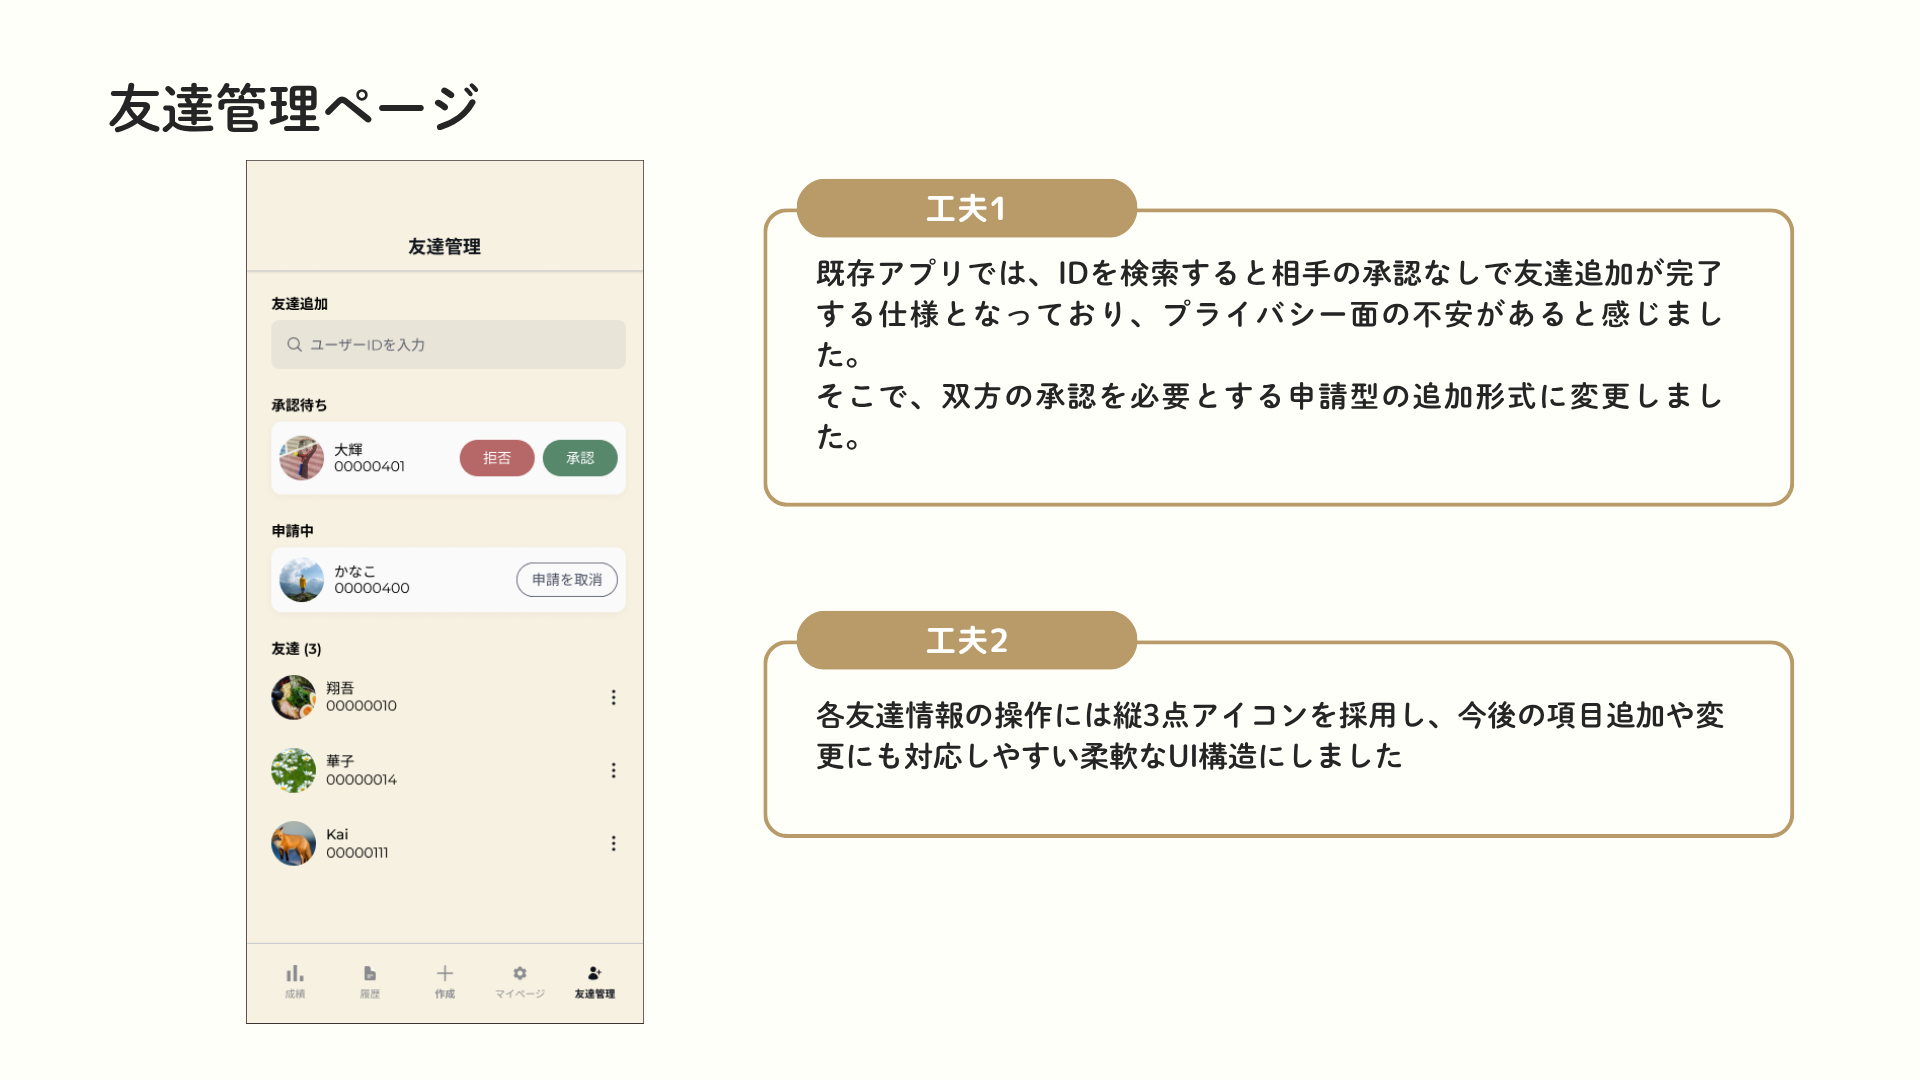 友達管理ページ
友達管理
友達追加
ユーザーIDを入力
承認待ち
大輝
00000401
拒否
承認
申請中
かなこ
00000400
申請を取消
友達 (3)
翔吾
00000010
華子
00000014
Kai
00000111
成績
履歴
作成
マイページ
友達管理
工夫1
既存アプリでは、IDを検索すると相手の承認なしで友達追加が完了
する仕様となっており、プライバシー面の不安があると感じまし
た。
そこで、双方の承認を必要とする申請型の追加形式に変更しまし
た。
工夫2
各友達情報の操作には縦3点アイコンを採用し、今後の項目追加や変
更にも対応しやすい柔軟なUI構造にしました